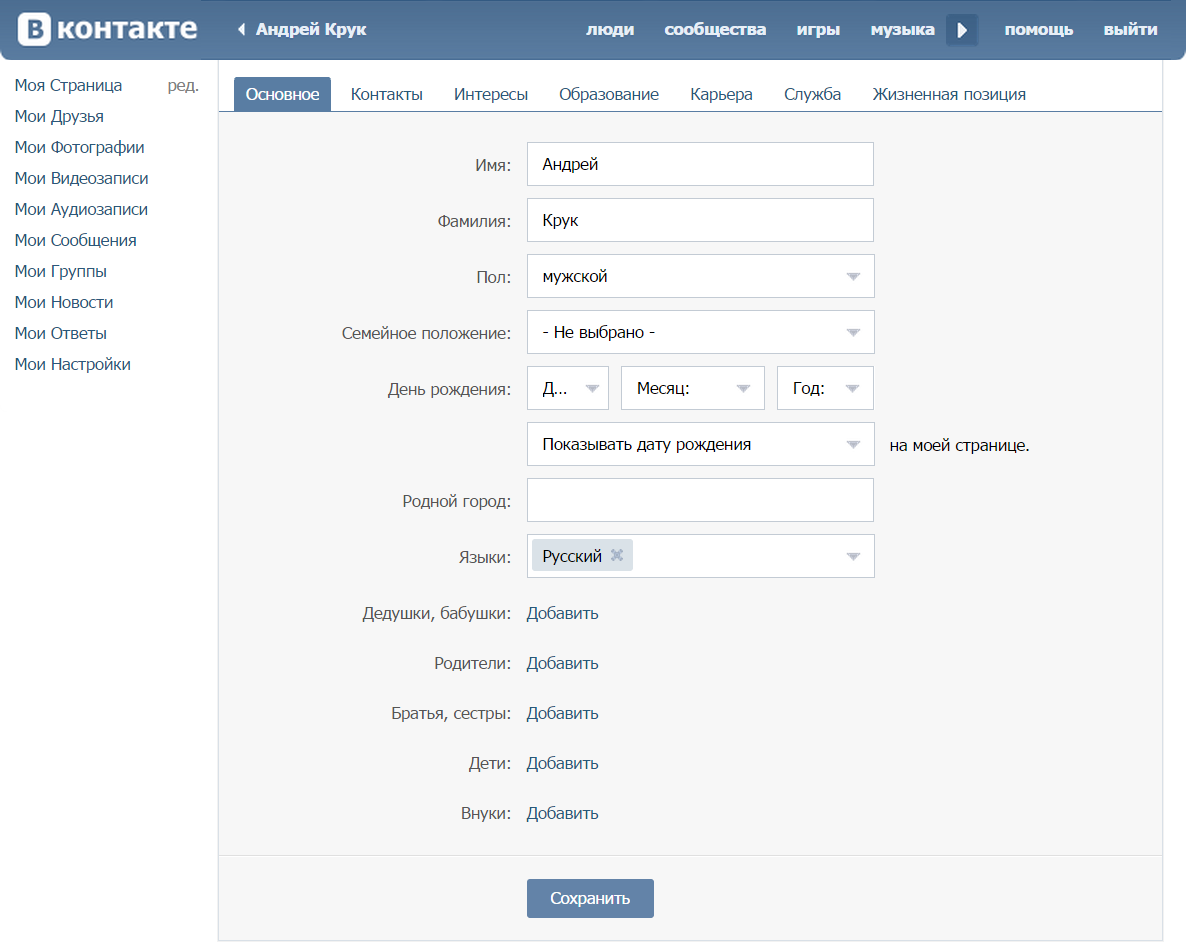 В контакте Андрей Крук люди сообщества игры музыка помощь выйти
Моя Страница ред.
Мои Друзья
Мои Фотографии
Мои Видеозаписи
Мои Аудиозаписи
Мои Сообщения
Мои Группы
Мои Новости
Мои Ответы
Мои Настройки
Основное Контакты Интересы Образование Карьера Служба Жизненная позиция
Имя: Андрей
Фамилия: Крук
Пол: мужской
Семейное положение: - Не выбрано -
День рождения: Д... Месяц: Год:
Показывать дату рождения на моей странице.
Родной город:
Языки: Русский
Дедушки, бабушки: Добавить
Родители: Добавить
Братья, сестры: Добавить
Дети: Добавить
Внуки: Добавить
Сохранить